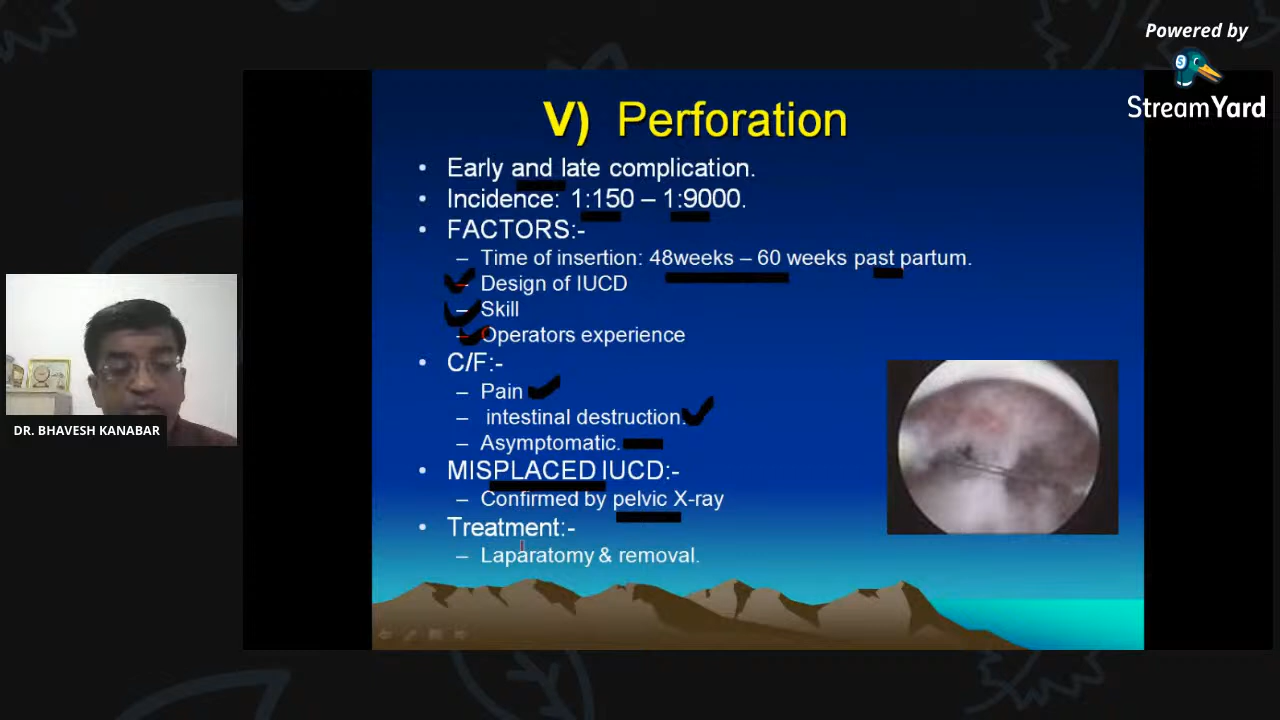 Powered by
StreamYard
V) Perforation
• Early and late complication.
• Incidence: 1:150 – 1:9000.
• FACTORS:-
– Time of insertion: 48weeks – 60 weeks past partum.
– Design of IUCD
– Skill
– Operators experience
• C/F:-
– Pain
– intestinal destruction.
– Asymptomatic.
• MISPLACED IUCD:-
– Confirmed by pelvic X-ray
• Treatment:-
– Laparatomy & removal.
DR. BHAVESH KANABAR